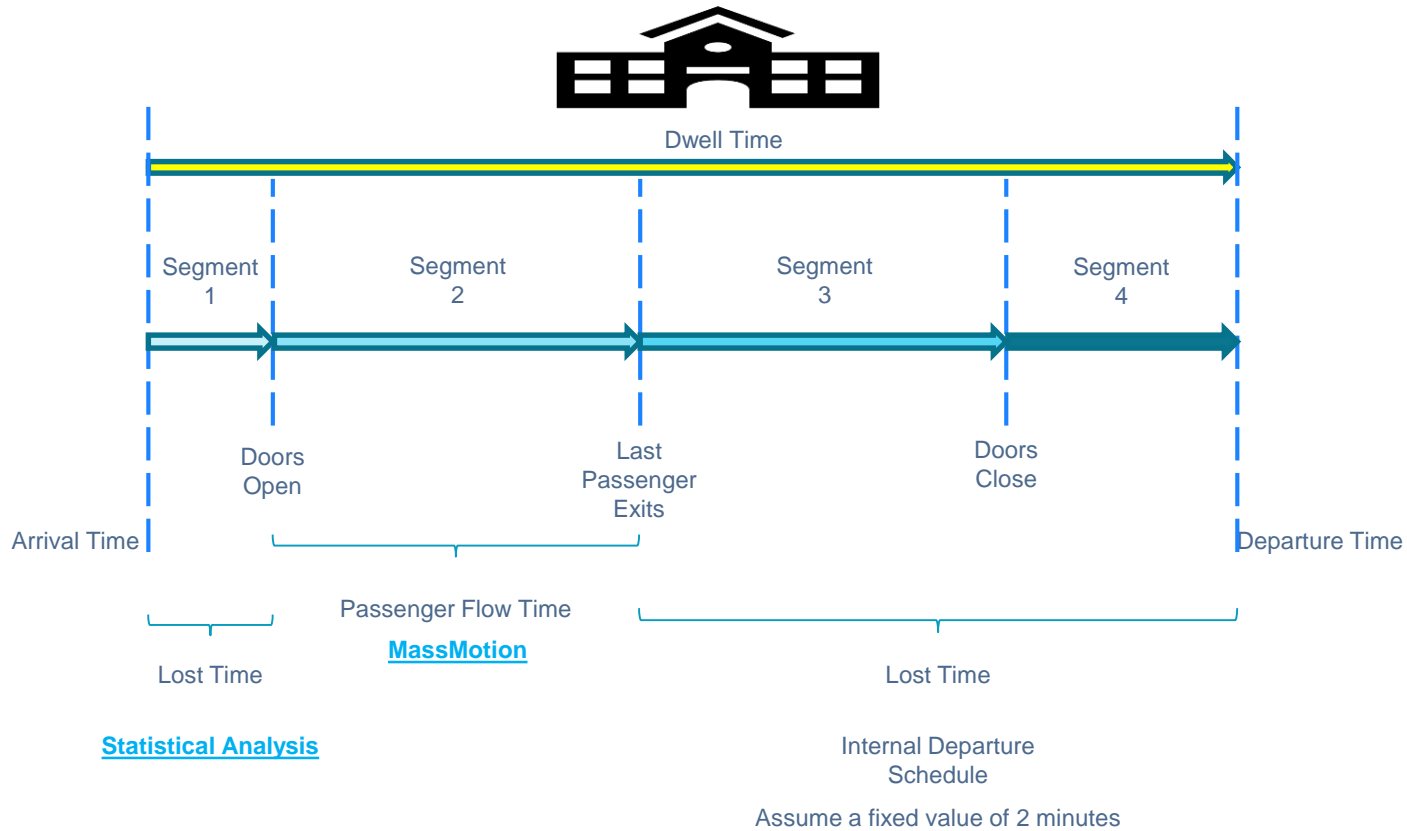 Dwell Time
Segment
1
Segment
2
Segment
3
Segment
4
Doors
Open
Last
Passenger
Exits
Doors
Close
Arrival Time
Departure Time
Passenger Flow Time
MassMotion
Lost Time
Lost Time
Statistical Analysis
Internal Departure
Schedule
Assume a fixed value of 2 minutes